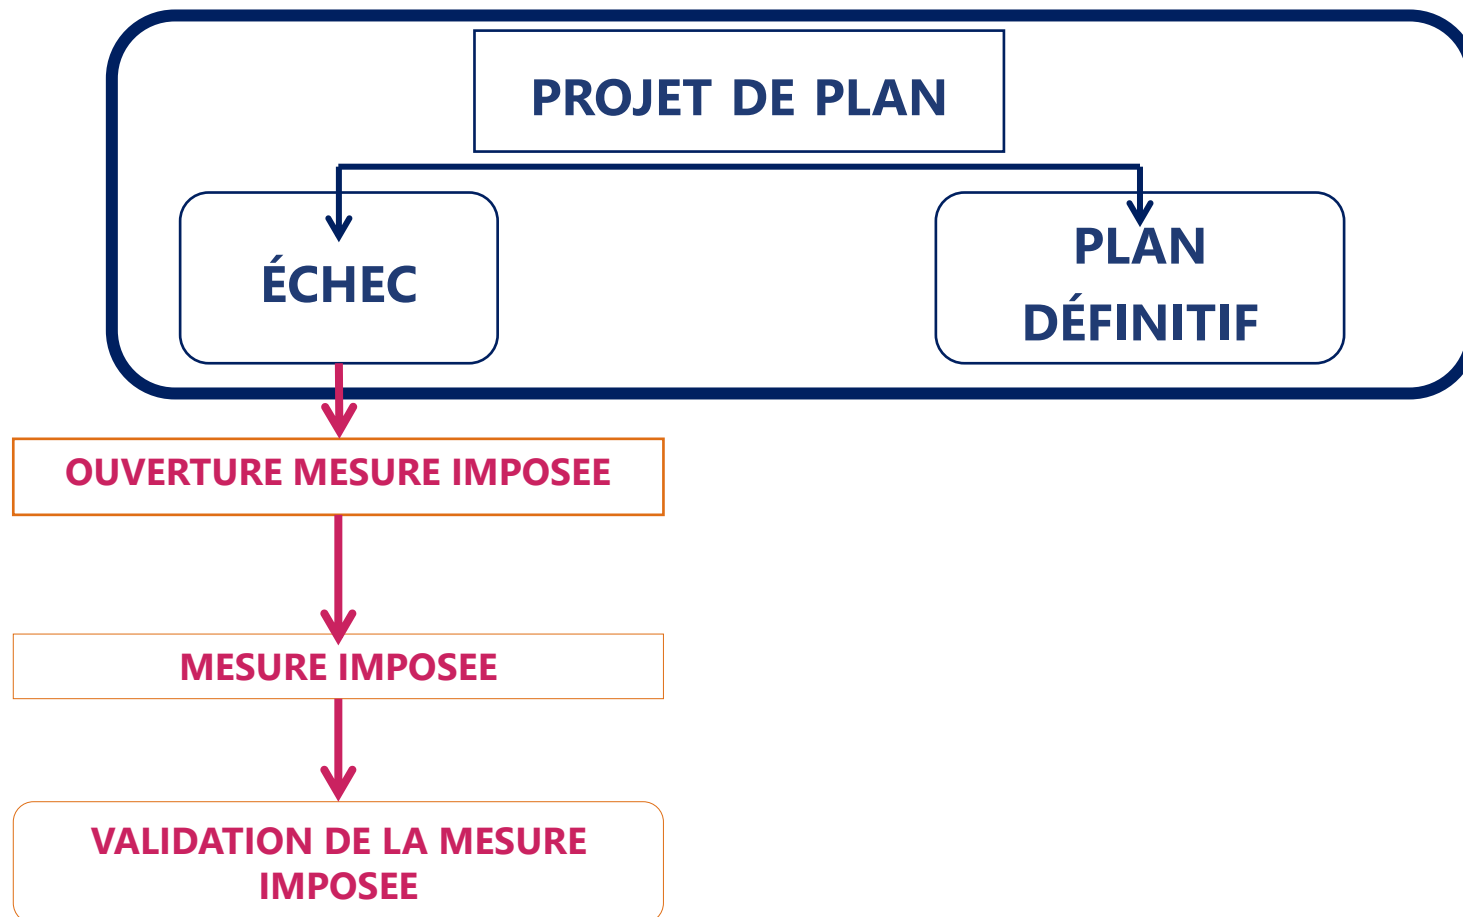 PROJET DE PLAN
ÉCHEC
PLAN
DÉFINITIF
OUVERTURE MESURE IMPOSEE
MESURE IMPOSEE
VALIDATION DE LA MESURE
IMPOSEE